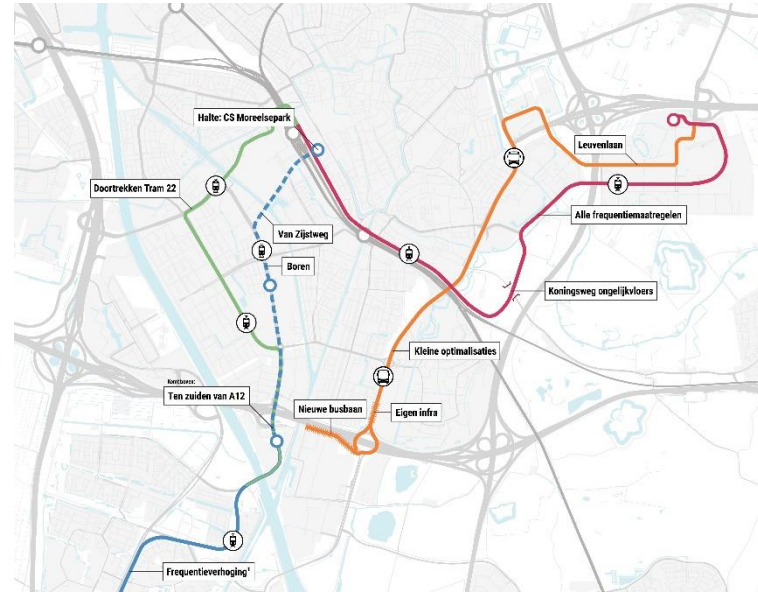 Halte: CS Moreelsepark
Leuvenlaan
Doortrekken Tram 22
Alle frequentiemaatregelen
Van Zijstweg
Boren
Koningsweg ongelijkvloers
Kleine optimalisaties
Ten zuiden van A12
Nieuwe busbaan
Eigen infra
Frequentieverhoging¹